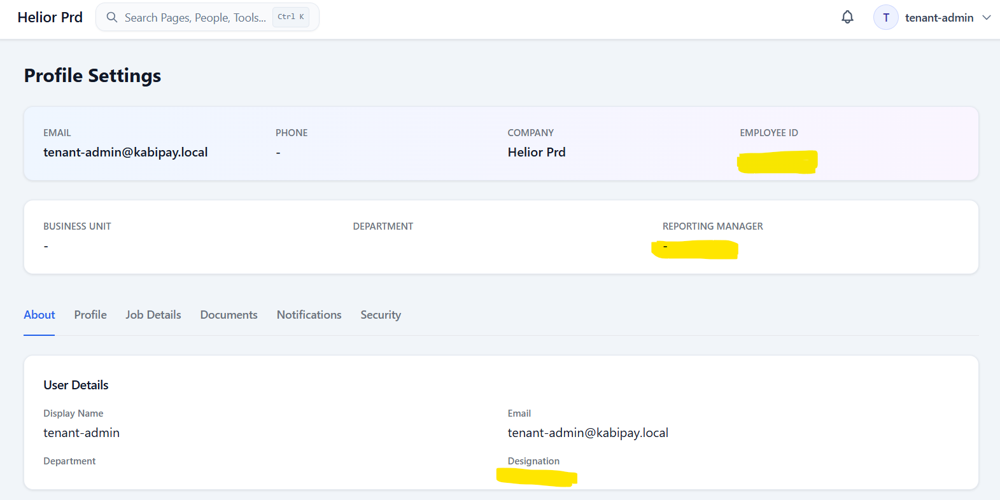 Helior Prd
Search Pages, People, Tools... Ctrl K
T tenant-admin
Profile Settings
EMAIL PHONE COMPANY EMPLOYEE ID
tenant-admin@kabipay.local - Helior Prd
BUSINESS UNIT DEPARTMENT REPORTING MANAGER
- -
About Profile Job Details Documents Notifications Security
User Details
Display Name Email
tenant-admin tenant-admin@kabipay.local
Department Designation